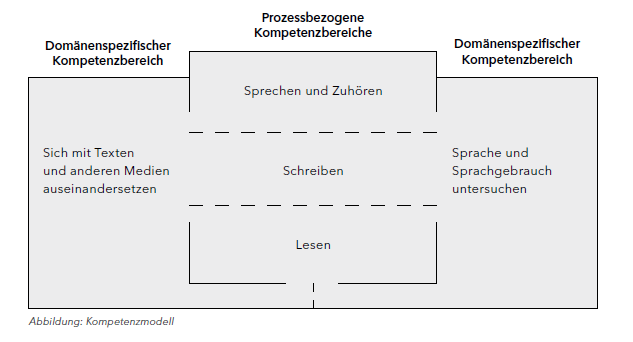 Prozessbezogene
Kompetenzbereiche
Domänenspezifischer
Kompetenzbereich
Domänenspezifischer
Kompetenzbereich
Sprechen und Zuhören
Sich mit Texten
und anderen Medien
auseinandersetzen
Schreiben
Sprache und
Sprachgebrauch
untersuchen
Lesen
Abbildung: Kompetenzmodell